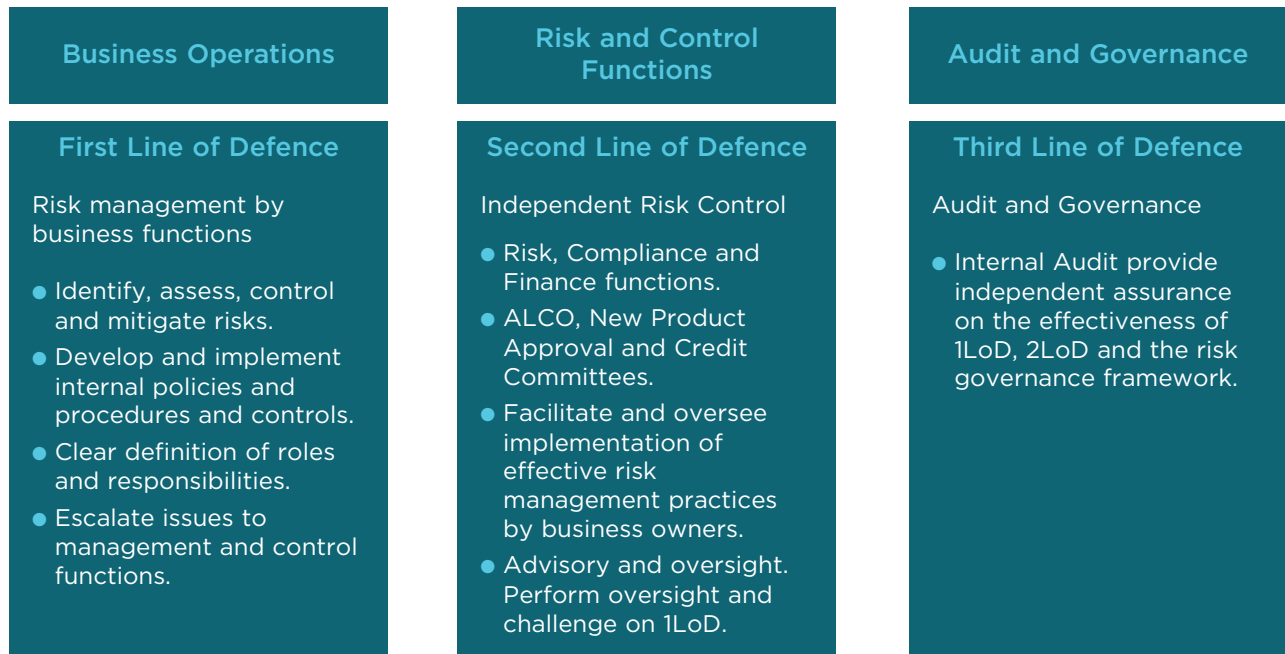 Business Operations
First Line of Defence
Risk management by
business functions
● Identify, assess, control
and mitigate risks.
● Develop and implement
internal policies and
procedures and controls.
● Clear definition of roles
and responsibilities.
● Escalate issues to
management and control
functions.
Risk and Control
Functions
Second Line of Defence
Independent Risk Control
● Risk, Compliance and
Finance functions.
● ALCO, New Product
Approval and Credit
Committees.
● Facilitate and oversee
implementation of
effective risk
management practices
by business owners.
● Advisory and oversight.
Perform oversight and
challenge on 1LoD.
Audit and Governance
Third Line of Defence
Audit and Governance
● Internal Audit provide
independent assurance
on the effectiveness of
1LoD, 2LoD and the risk
governance framework.